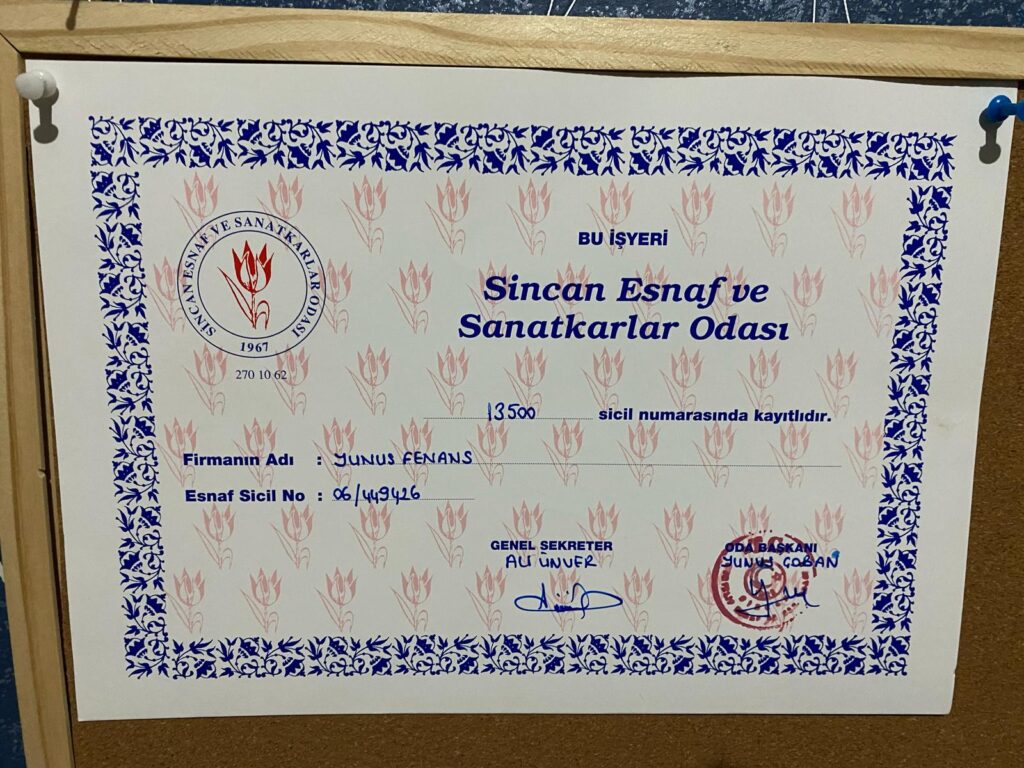 SİNCAN ESNAF VE SANATKARLAR ODASI
1967
270 10 62
BU İŞYERİ
Sincan Esnaf ve
Sanatkarlar Odası
13500 sicil numarasında kayıtlıdır.
Firmanın Adı : YUNUS FENANS
Esnaf Sicil No : 06/449426
GENEL SEKRETER
ALİ ÜNVER
ODA BAŞKANI
YUNUS ÇOBAN